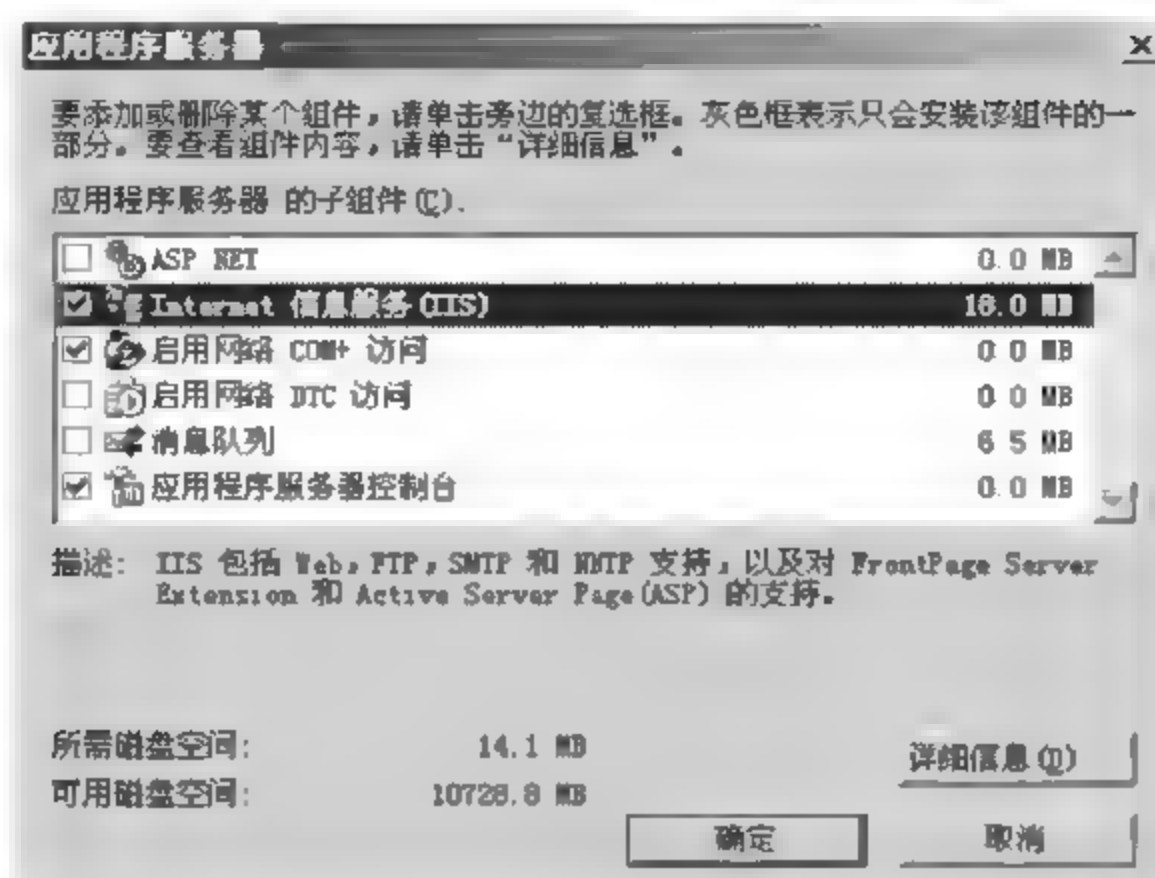 应用程序服务器
要添加或删除某个组件，请单击旁边的复选框。灰色框表示只会安装该组件的一
部分。要查看组件内容，请单击“详细信息”。
应用程序服务器 的子组件(C).
ASP NET 0.0 MB
Internet 信息服务(IIS) 18.0 MB
启用网络 COM+ 访问 0 0 MB
启用网络 DTC 访问 0 0 MB
消息队列 6 5 MB
应用程序服务器控制台 0.0 MB
描述: IIS 包括 Web，FTP，SMTP 和 NNTP 支持，以及对 FrontPage Server
Extension 和 Active Server Page(ASP) 的支持。
所需磁盘空间: 14.1 MB
详细信息(D)
可用磁盘空间: 10728.8 MB
确定 取消